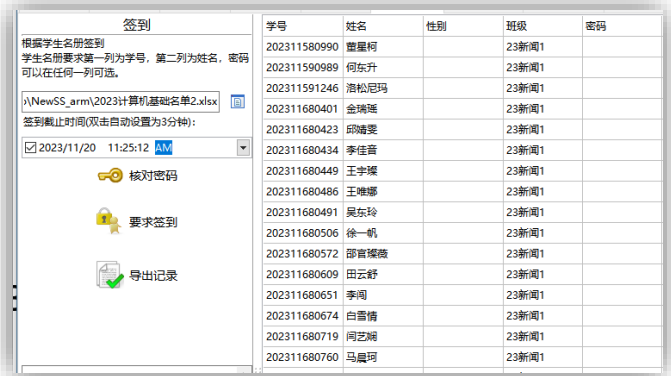 签到
根据学生名册签到
学生名册要求第一列为学号，第二列为姓名，密码
可以在任何一列可选。
\NewSS_arm\2023计算机基础名单2.xlsx
签到截止时间(双击自动设置为3分钟):
2023/11/20 11:25:12 AM
核对密码
要求签到
导出记录
学号 姓名 性别 班级 密码
202311580990 董星柯 23新闻1
202311590989 何东升 23新闻1
202311591246 洛松尼玛 23新闻1
202311680401 金瑞瑶 23新闻1
202311680423 邱婧雯 23新闻1
202311680434 李佳音 23新闻1
202311680449 王宇璨 23新闻1
202311680486 王唯娜 23新闻1
202311680491 吴东玲 23新闻1
202311680506 徐一帆 23新闻1
202311680572 邵官璨薇 23新闻1
202311680609 田云舒 23新闻1
202311680651 李闯 23新闻1
202311680674 白雪情 23新闻1
202311680719 闫艺娴 23新闻1
202311680760 马晨珂 23新闻1